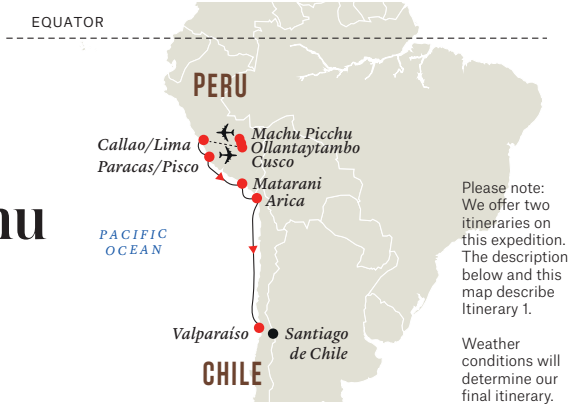 EQUATOR
PERU
Machu Picchu
Ollantaytambo
Cusco
Callao/Lima
Paracas/Pisco
Matarani
Arica
PACIFIC
OCEAN
Valparaíso
Santiago
de Chile
CHILE
Please note:
We offer two
itineraries on
this expedition.
The description
below and this
map describe
Itinerary 1.
Weather
conditions will
determine our
final itinerary.